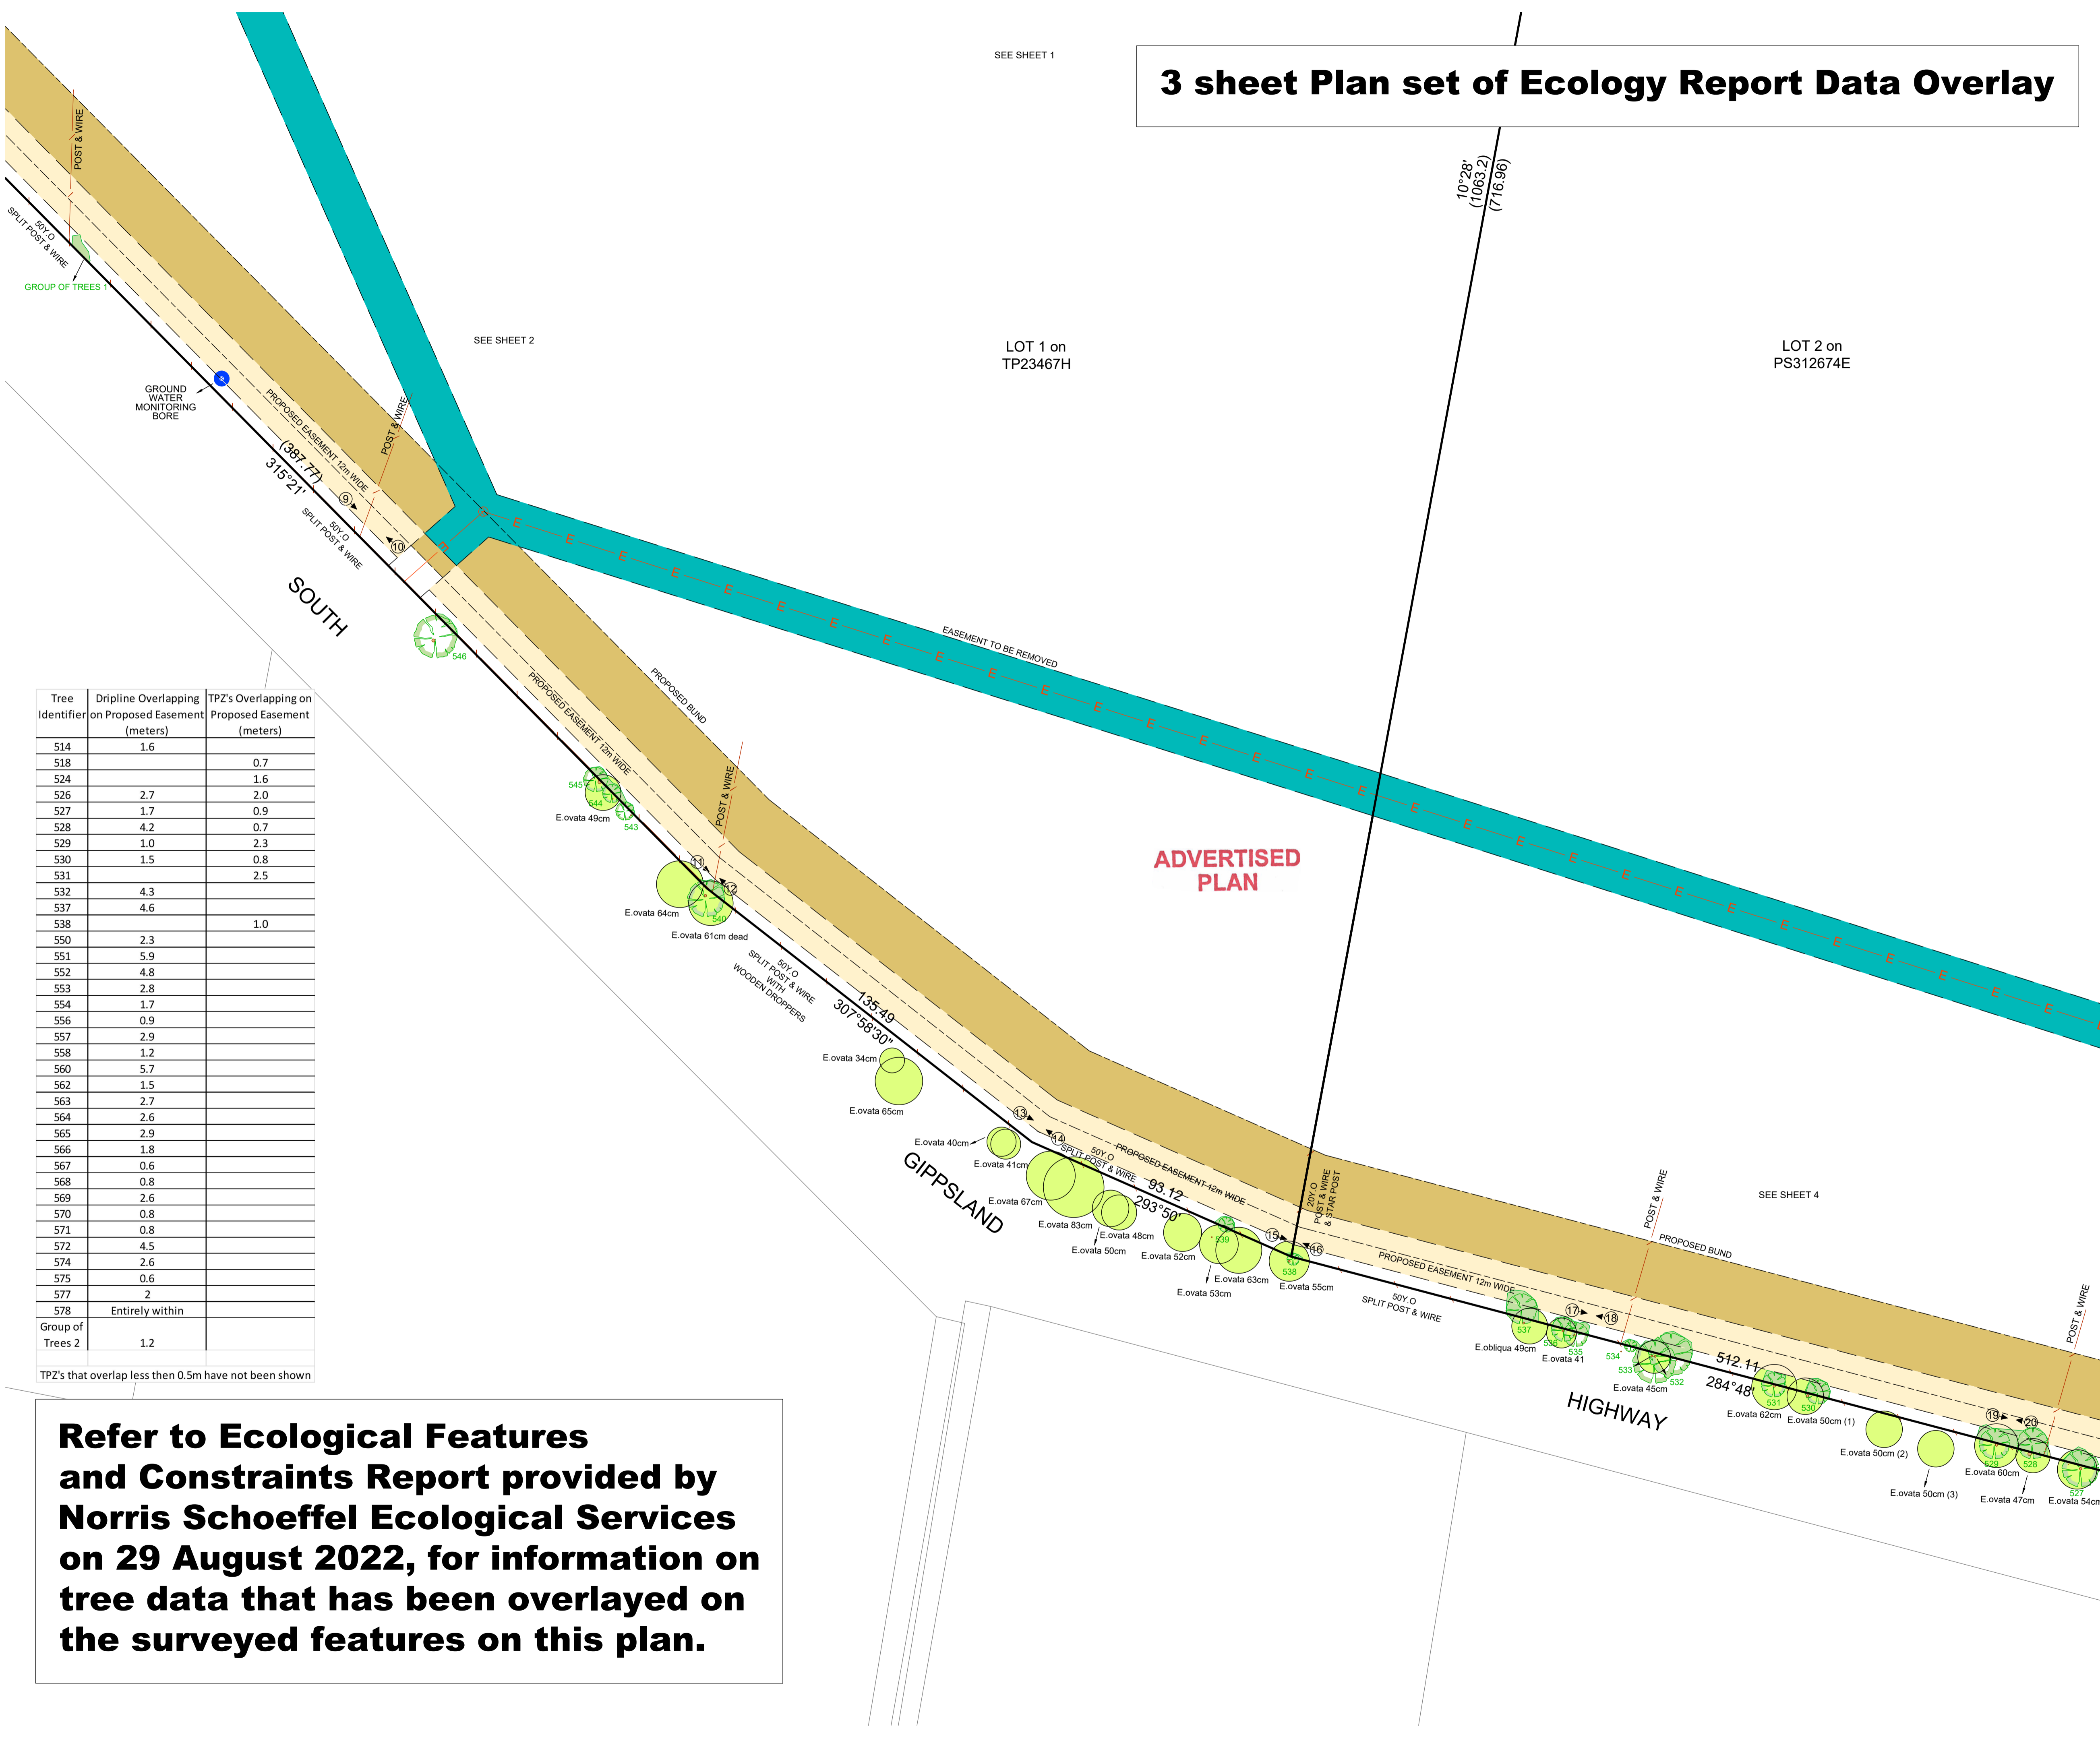 SEE SHEET 1
3 sheet Plan set of Ecology Report Data Overlay
POST & WIRE
10°28'
(1063.2)
(716.96)
50Y.O
SPLIT POST & WIRE
GROUP OF TREES 1
SEE SHEET 2
LOT 1 on
TP23467H
LOT 2 on
PS312674E
GROUND
WATER
MONITORING
BORE
PROPOSED EASEMENT 12m WIDE
POST & WIRE
(387.77)
315°21'
9
50Y.O
SPLIT POST & WIRE
10
E E E E E E E E E E E E E E E E E E E E E E E E E E E E E E
SOUTH
546
EASEMENT TO BE REMOVED
PROPOSED BUND
PROPOSED EASEMENT 12m WIDE
POST & WIRE
545
544
543
E.ovata 49cm
11
12
540
E.ovata 64cm
E.ovata 61cm dead
ADVERTISED
PLAN
50Y.O
SPLIT POST & WIRE
WITH
WOODEN DROPPERS
135.49
307°58'30"
E.ovata 34cm
E.ovata 65cm
13
14
E.ovata 40cm
E.ovata 41cm
50Y.O
SPLIT POST & WIRE
PROPOSED EASEMENT 12m WIDE
93.12
293°50'
GIPPSLAND
E.ovata 67cm
E.ovata 83cm
E.ovata 48cm
E.ovata 50cm
E.ovata 52cm
539
E.ovata 63cm
E.ovata 53cm
15
16
538
E.ovata 55cm
20Y.O
POST & WIRE
& STAR POST
POST & WIRE
SEE SHEET 4
PROPOSED BUND
PROPOSED EASEMENT 12m WIDE
50Y.O
SPLIT POST & WIRE
17
18
537
E.obliqua 49cm
536
535
E.ovata 41
534
533
532
E.ovata 45cm
512.11
284°48'
HIGHWAY
531
530
E.ovata 62cm
E.ovata 50cm (1)
E.ovata 50cm (2)
E.ovata 50cm (3)
POST & WIRE
19
20
529
528
527
E.ovata 60cm
E.ovata 47cm
E.ovata 54cm
Tree Identifier Dripline Overlapping on Proposed Easement (meters) TPZ's Overlapping on Proposed Easement (meters)
514 1.6
518 0.7
524 1.6
526 2.7 2.0
527 1.7 0.9
528 4.2 0.7
529 1.0 2.3
530 1.5 0.8
531 2.5
532 4.3
537 4.6
538 1.0
550 2.3
551 5.9
552 4.8
553 2.8
554 1.7
556 0.9
557 2.9
558 1.2
560 5.7
562 1.5
563 2.7
564 2.6
565 2.9
566 1.8
567 0.6
568 0.8
569 2.6
570 0.8
571 0.8
572 4.5
574 2.6
575 0.6
577 2
578 Entirely within
Group of
Trees 2 1.2
TPZ's that overlap less then 0.5m have not been shown
Refer to Ecological Features
and Constraints Report provided by
Norris Schoeffel Ecological Services
on 29 August 2022, for information on
tree data that has been overlayed on
the surveyed features on this plan.